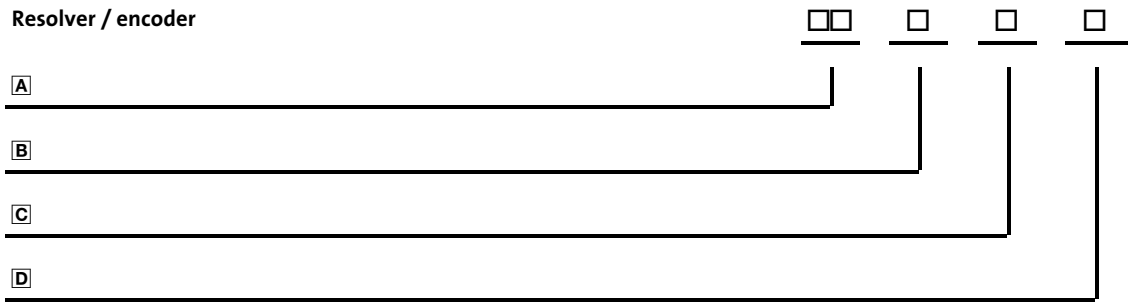 Resolver / encoder □□ □ □ □
A
B
C
D